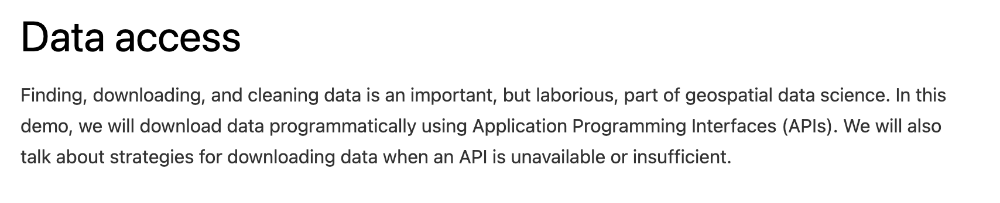 Data access
Finding, downloading, and cleaning data is an important, but laborious, part of geospatial data science. In this
demo, we will download data programmatically using Application Programming Interfaces (APIs). We will also
talk about strategies for downloading data when an API is unavailable or insufficient.